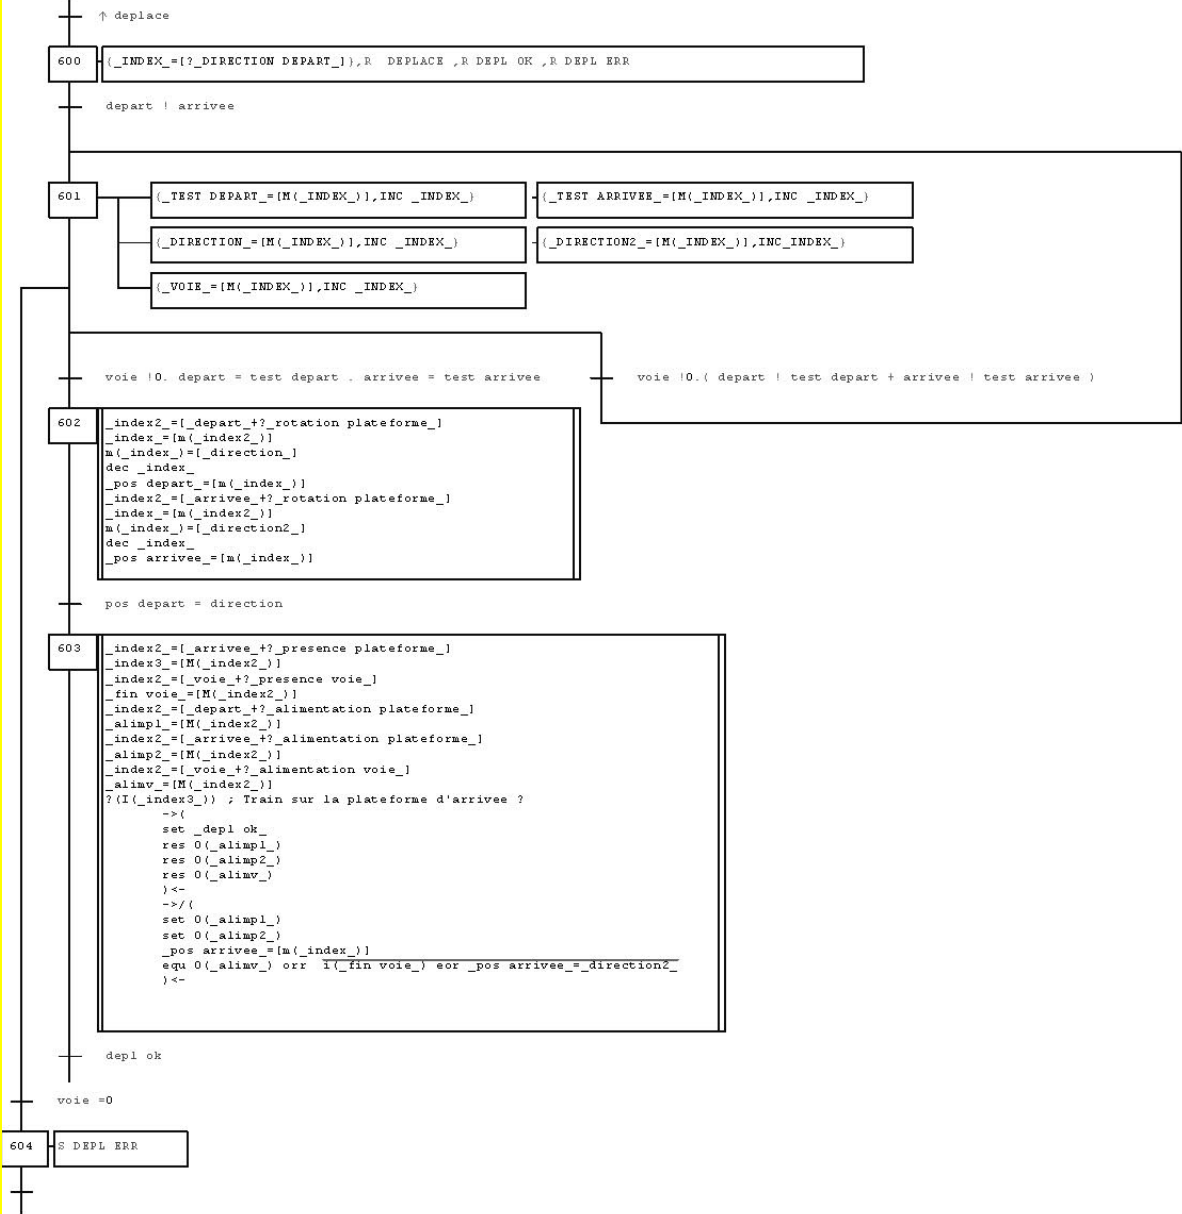 ↑ deplace
600 {_INDEX_=[?_DIRECTION DEPART_]},R  DEPLACE ,R DEPL OK ,R DEPL ERR
depart ! arrivee
601 {_TEST DEPART_=[M(_INDEX_)],INC _INDEX_} {_TEST ARRIVEE_=[M(_INDEX_)],INC _INDEX_}
{_DIRECTION_=[M(_INDEX_)],INC _INDEX_} {_DIRECTION2_=[M(_INDEX_)],INC_INDEX_}
{_VOIE_=[M(_INDEX_)],INC _INDEX_}
voie !0. depart = test depart . arrivee = test arrivee voie !0.( depart ! test depart + arrivee ! test arrivee )
602 _index2_=[_depart_+?_rotation plateforme_]
_index_=[m(_index2_)]
m(_index_)=[_direction_]
dec _index_
_pos depart_=[m(_index_)]
_index2_=[_arrivee_+?_rotation plateforme_]
_index_=[m(_index2_)]
m(_index_)=[_direction2_]
dec _index_
_pos arrivee_=[m(_index_)]
pos depart = direction
603 _index2_=[_arrivee_+?_presence plateforme_]
_index3_=[M(_index2_)]
_index2_=[_voie_+?_presence voie_]
_fin voie_=[M(_index2_)]
_index2_=[_depart_+?_alimentation plateforme_]
_alimp1_=[M(_index2_)]
_index2_=[_arrivee_+?_alimentation plateforme_]
_alimp2_=[M(_index2_)]
_index2_=[_voie_+?_alimentation voie_]
_alimv_=[M(_index2_)]
?(I(_index3_)) ; Train sur la plateforme d'arrivee ?
->(
set _depl ok_
res O(_alimp1_)
res O(_alimp2_)
res O(_alimv_)
)<-
->/(
set O(_alimp1_)
set O(_alimp2_)
_pos arrivee_=[m(_index_)]
equ O(_alimv_) orr i(_fin voie_) eor _pos arrivee_=_direction2_
)<-
depl ok
voie =0
604 S DEPL ERR